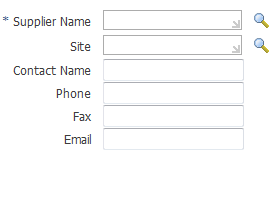 * Supplier Name
Site
Contact Name
Phone
Fax
Email